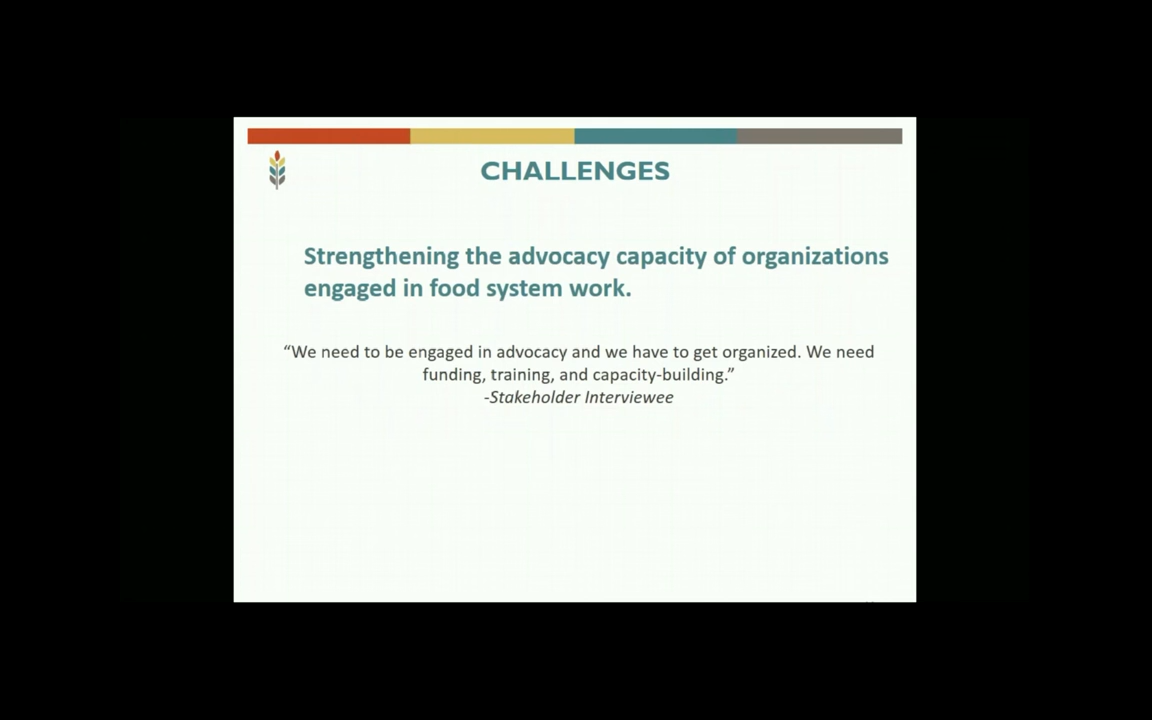 CHALLENGES
Strengthening the advocacy capacity of organizations
engaged in food system work.
“We need to be engaged in advocacy and we have to get organized. We need
funding, training, and capacity-building.”
-Stakeholder Interviewee